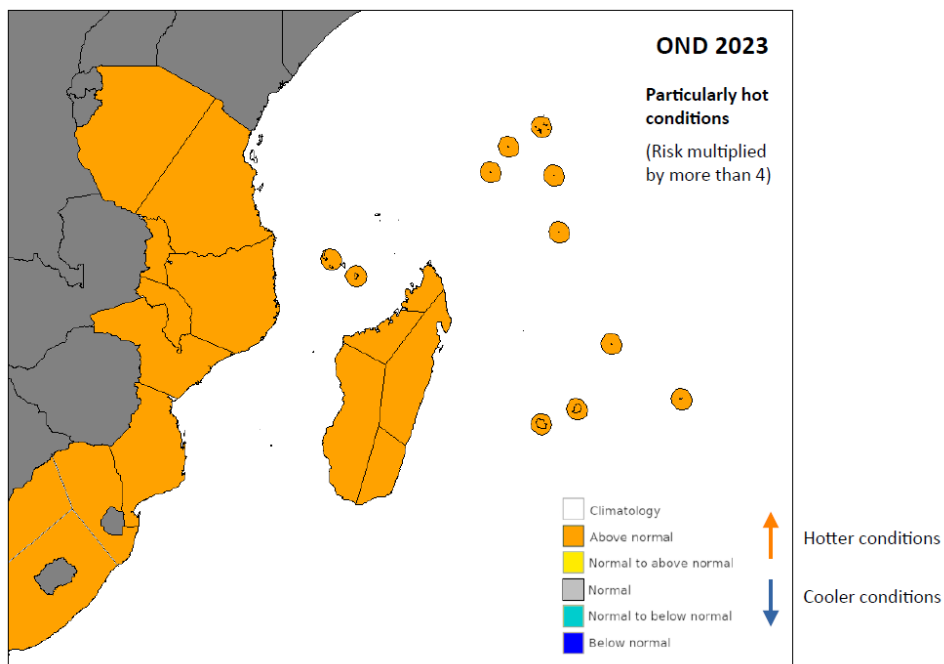 OND 2023
Particularly hot
conditions
(Risk multiplied
by more than 4)
Climatology
Above normal
Normal to above normal
Normal
Normal to below normal
Below normal
Hotter conditions
Cooler conditions